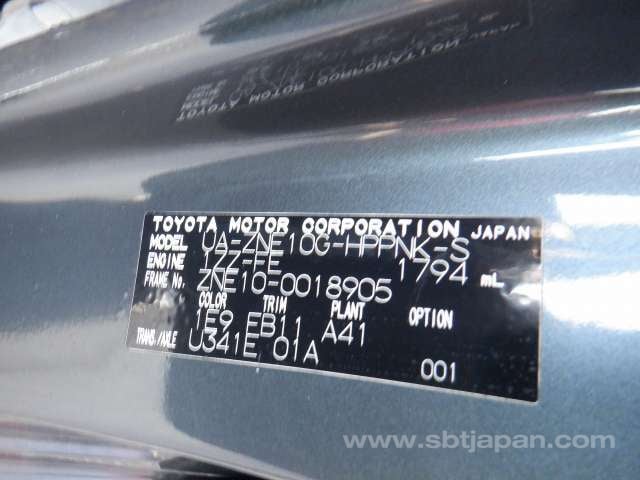 TOYOTA MOTOR CORPORATION JAPAN
MODEL UA-ZNE10G-HPPNK-S
ENGINE 1ZZ-FE 1794 mL
FRAME No. ZNE10-0018905
COLOR TRIM PLANT OPTION
1E9 EB11 A41
TRANS./AXLE U341E 01A 001
www.sbtjapan.com